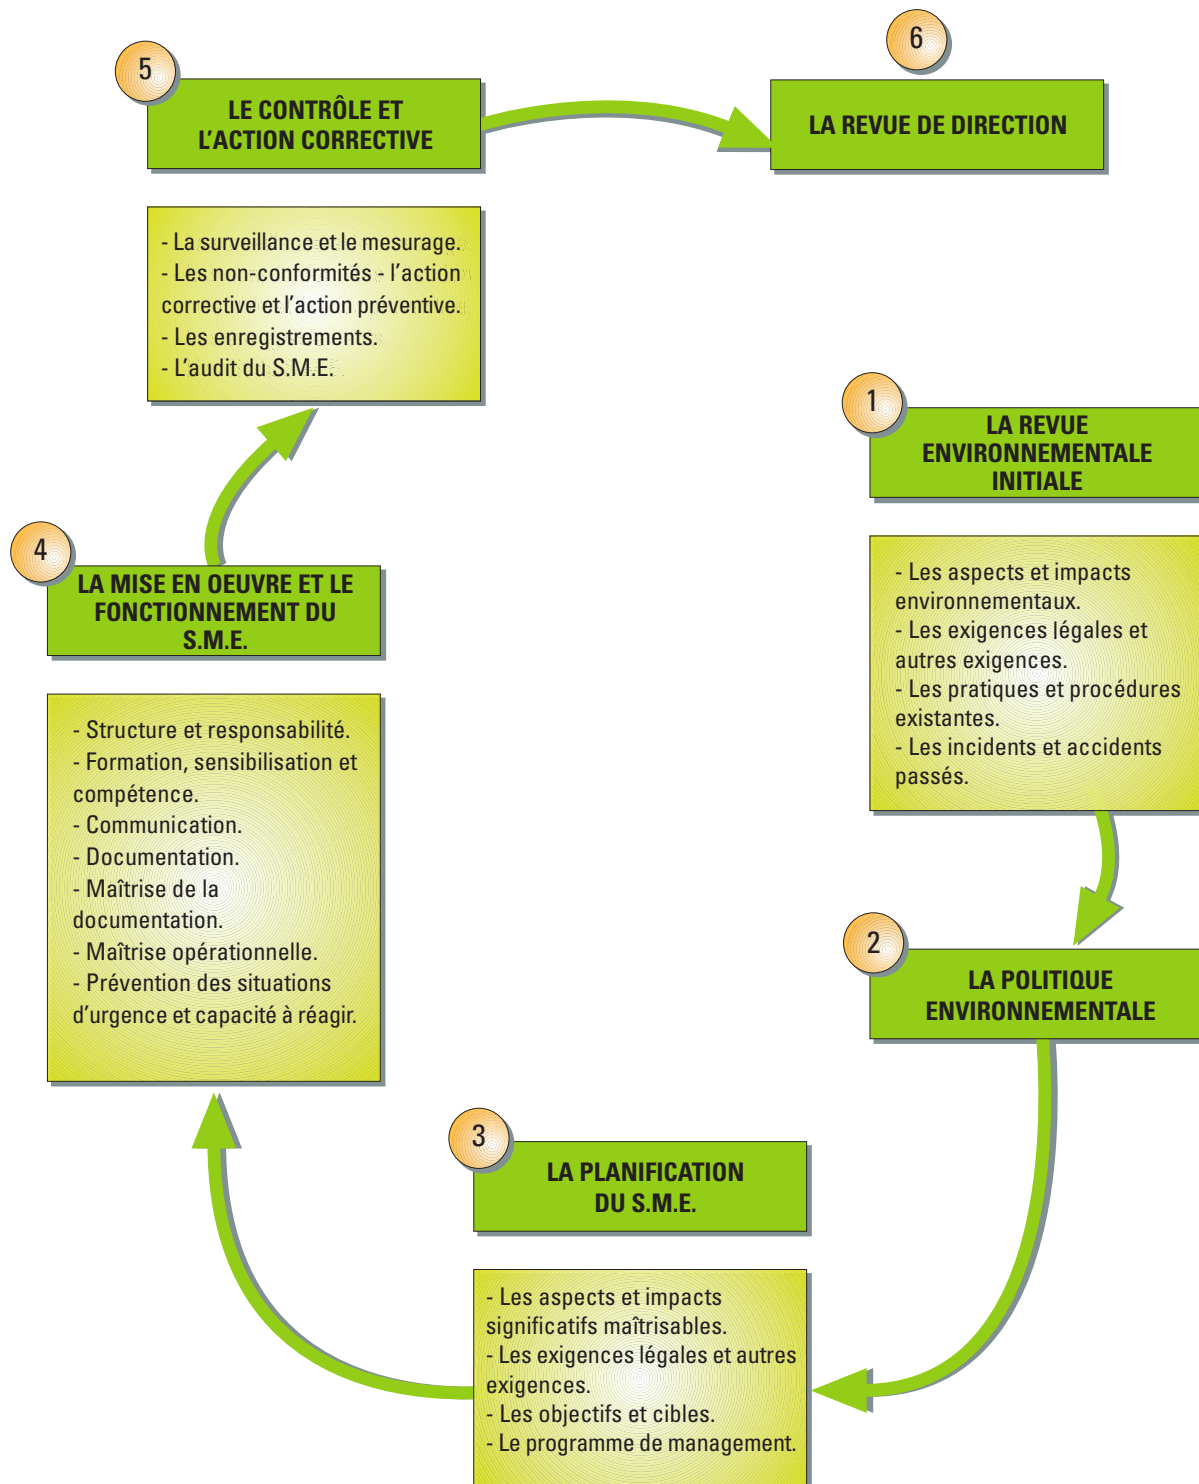 5
LE CONTRÔLE ET
L'ACTION CORRECTIVE
- La surveillance et le mesurage.
- Les non-conformités - l'action
corrective et l'action préventive.
- Les enregistrements.
- L'audit du S.M.E.
6
LA REVUE DE DIRECTION
1
LA REVUE
ENVIRONNEMENTALE
INITIALE
- Les aspects et impacts
environnementaux.
- Les exigences légales et
autres exigences.
- Les pratiques et procédures
existantes.
- Les incidents et accidents
passés.
4
LA MISE EN OEUVRE ET LE
FONCTIONNEMENT DU
S.M.E.
- Structure et responsabilité.
- Formation, sensibilisation et
compétence.
- Communication.
- Documentation.
- Maîtrise de la
documentation.
- Maîtrise opérationnelle.
- Prévention des situations
d'urgence et capacité à réagir.
2
LA POLITIQUE
ENVIRONNEMENTALE
3
LA PLANIFICATION
DU S.M.E.
- Les aspects et impacts
significatifs maîtrisables.
- Les exigences légales et autres
exigences.
- Les objectifs et cibles.
- Le programme de management.